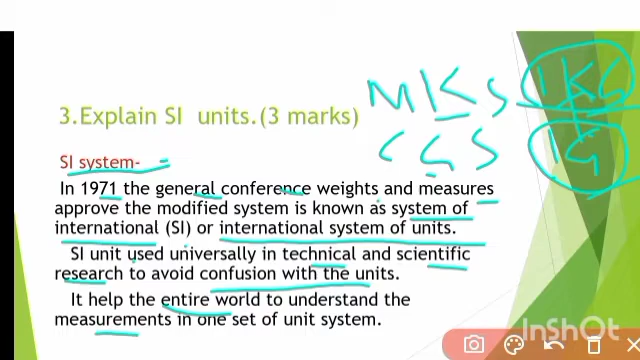 MKS 1KG
3.Explain SI units.(3 marks)
CGS 1G
SI system-
In 1971 the general conference weights and measures
approve the modified system is known as system of
international (SI) or international system of units.
SI unit used universally in technical and scientific
research to avoid confusion with the units.
It help the entire world to understand the
measurements in one set of unit system.
Made with
InShOt